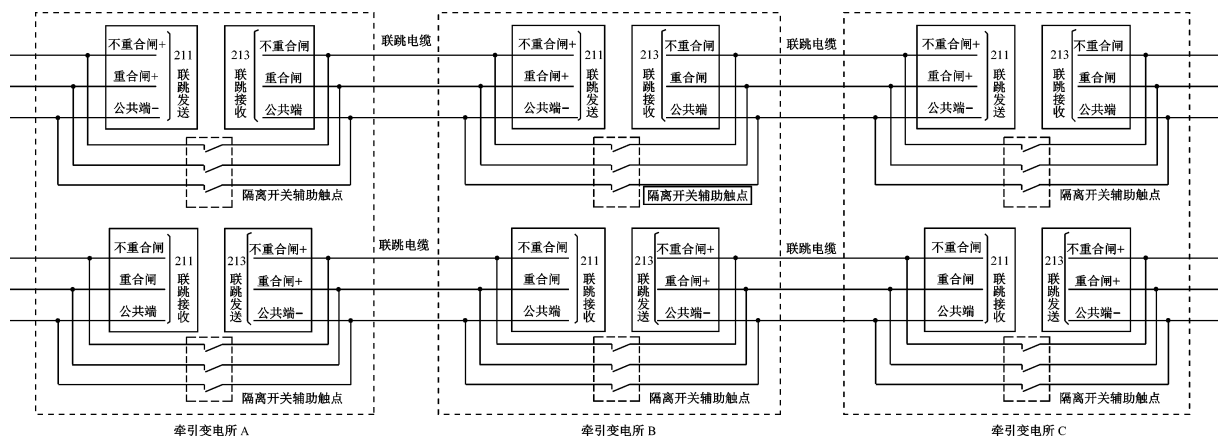 不重合闸+
重合闸+
公共端−
211
联跳发送
213
联跳接收
不重合闸
重合闸
公共端
隔离开关辅助触点
联跳电缆
不重合闸+
重合闸+
公共端−
211
联跳发送
213
联跳接收
不重合闸
重合闸
公共端
隔离开关辅助触点
联跳电缆
不重合闸+
重合闸+
公共端−
211
联跳发送
213
联跳接收
不重合闸
重合闸
公共端
隔离开关辅助触点
不重合闸
重合闸
公共端
211
联跳接收
213
联跳发送
不重合闸+
重合闸+
公共端−
隔离开关辅助触点
联跳电缆
不重合闸
重合闸
公共端
211
联跳接收
213
联跳发送
不重合闸+
重合闸+
公共端−
隔离开关辅助触点
联跳电缆
不重合闸
重合闸
公共端
211
联跳接收
213
联跳发送
不重合闸+
重合闸+
公共端−
隔离开关辅助触点
牵引变电所 A
牵引变电所 B
牵引变电所 C